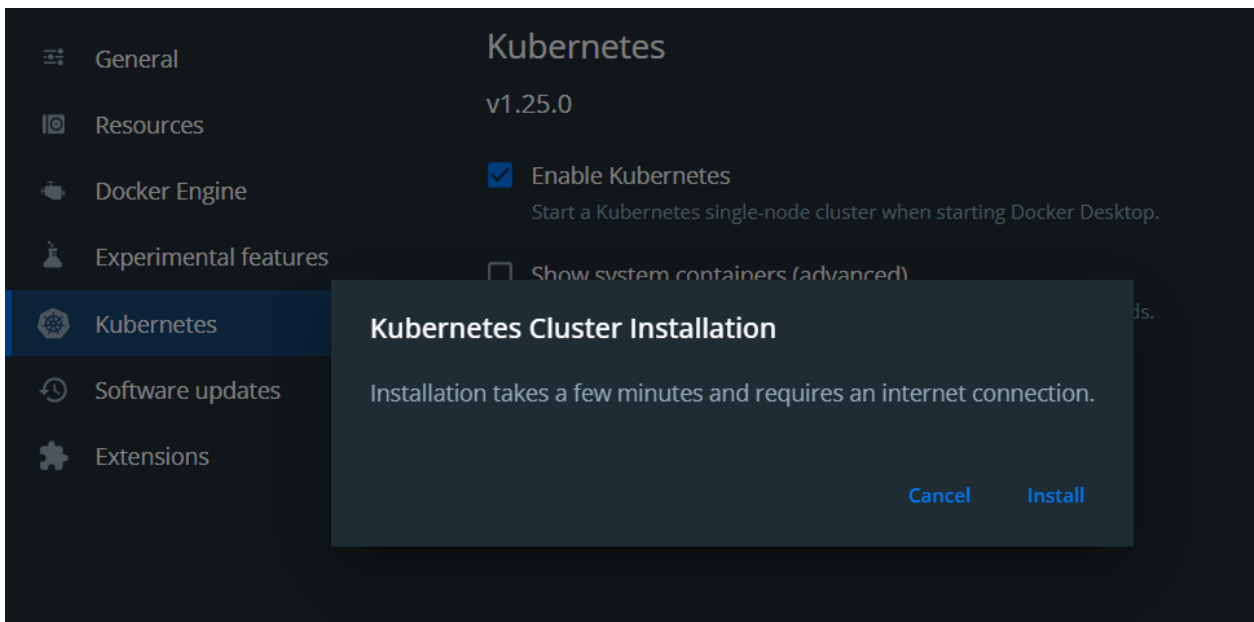 General
Resources
Docker Engine
Experimental features
Kubernetes
Software updates
Extensions
Kubernetes
v1.25.0
Enable Kubernetes
Start a Kubernetes single-node cluster when starting Docker Desktop.
Show system containers (advanced)
Kubernetes Cluster Installation
Installation takes a few minutes and requires an internet connection.
Cancel Install